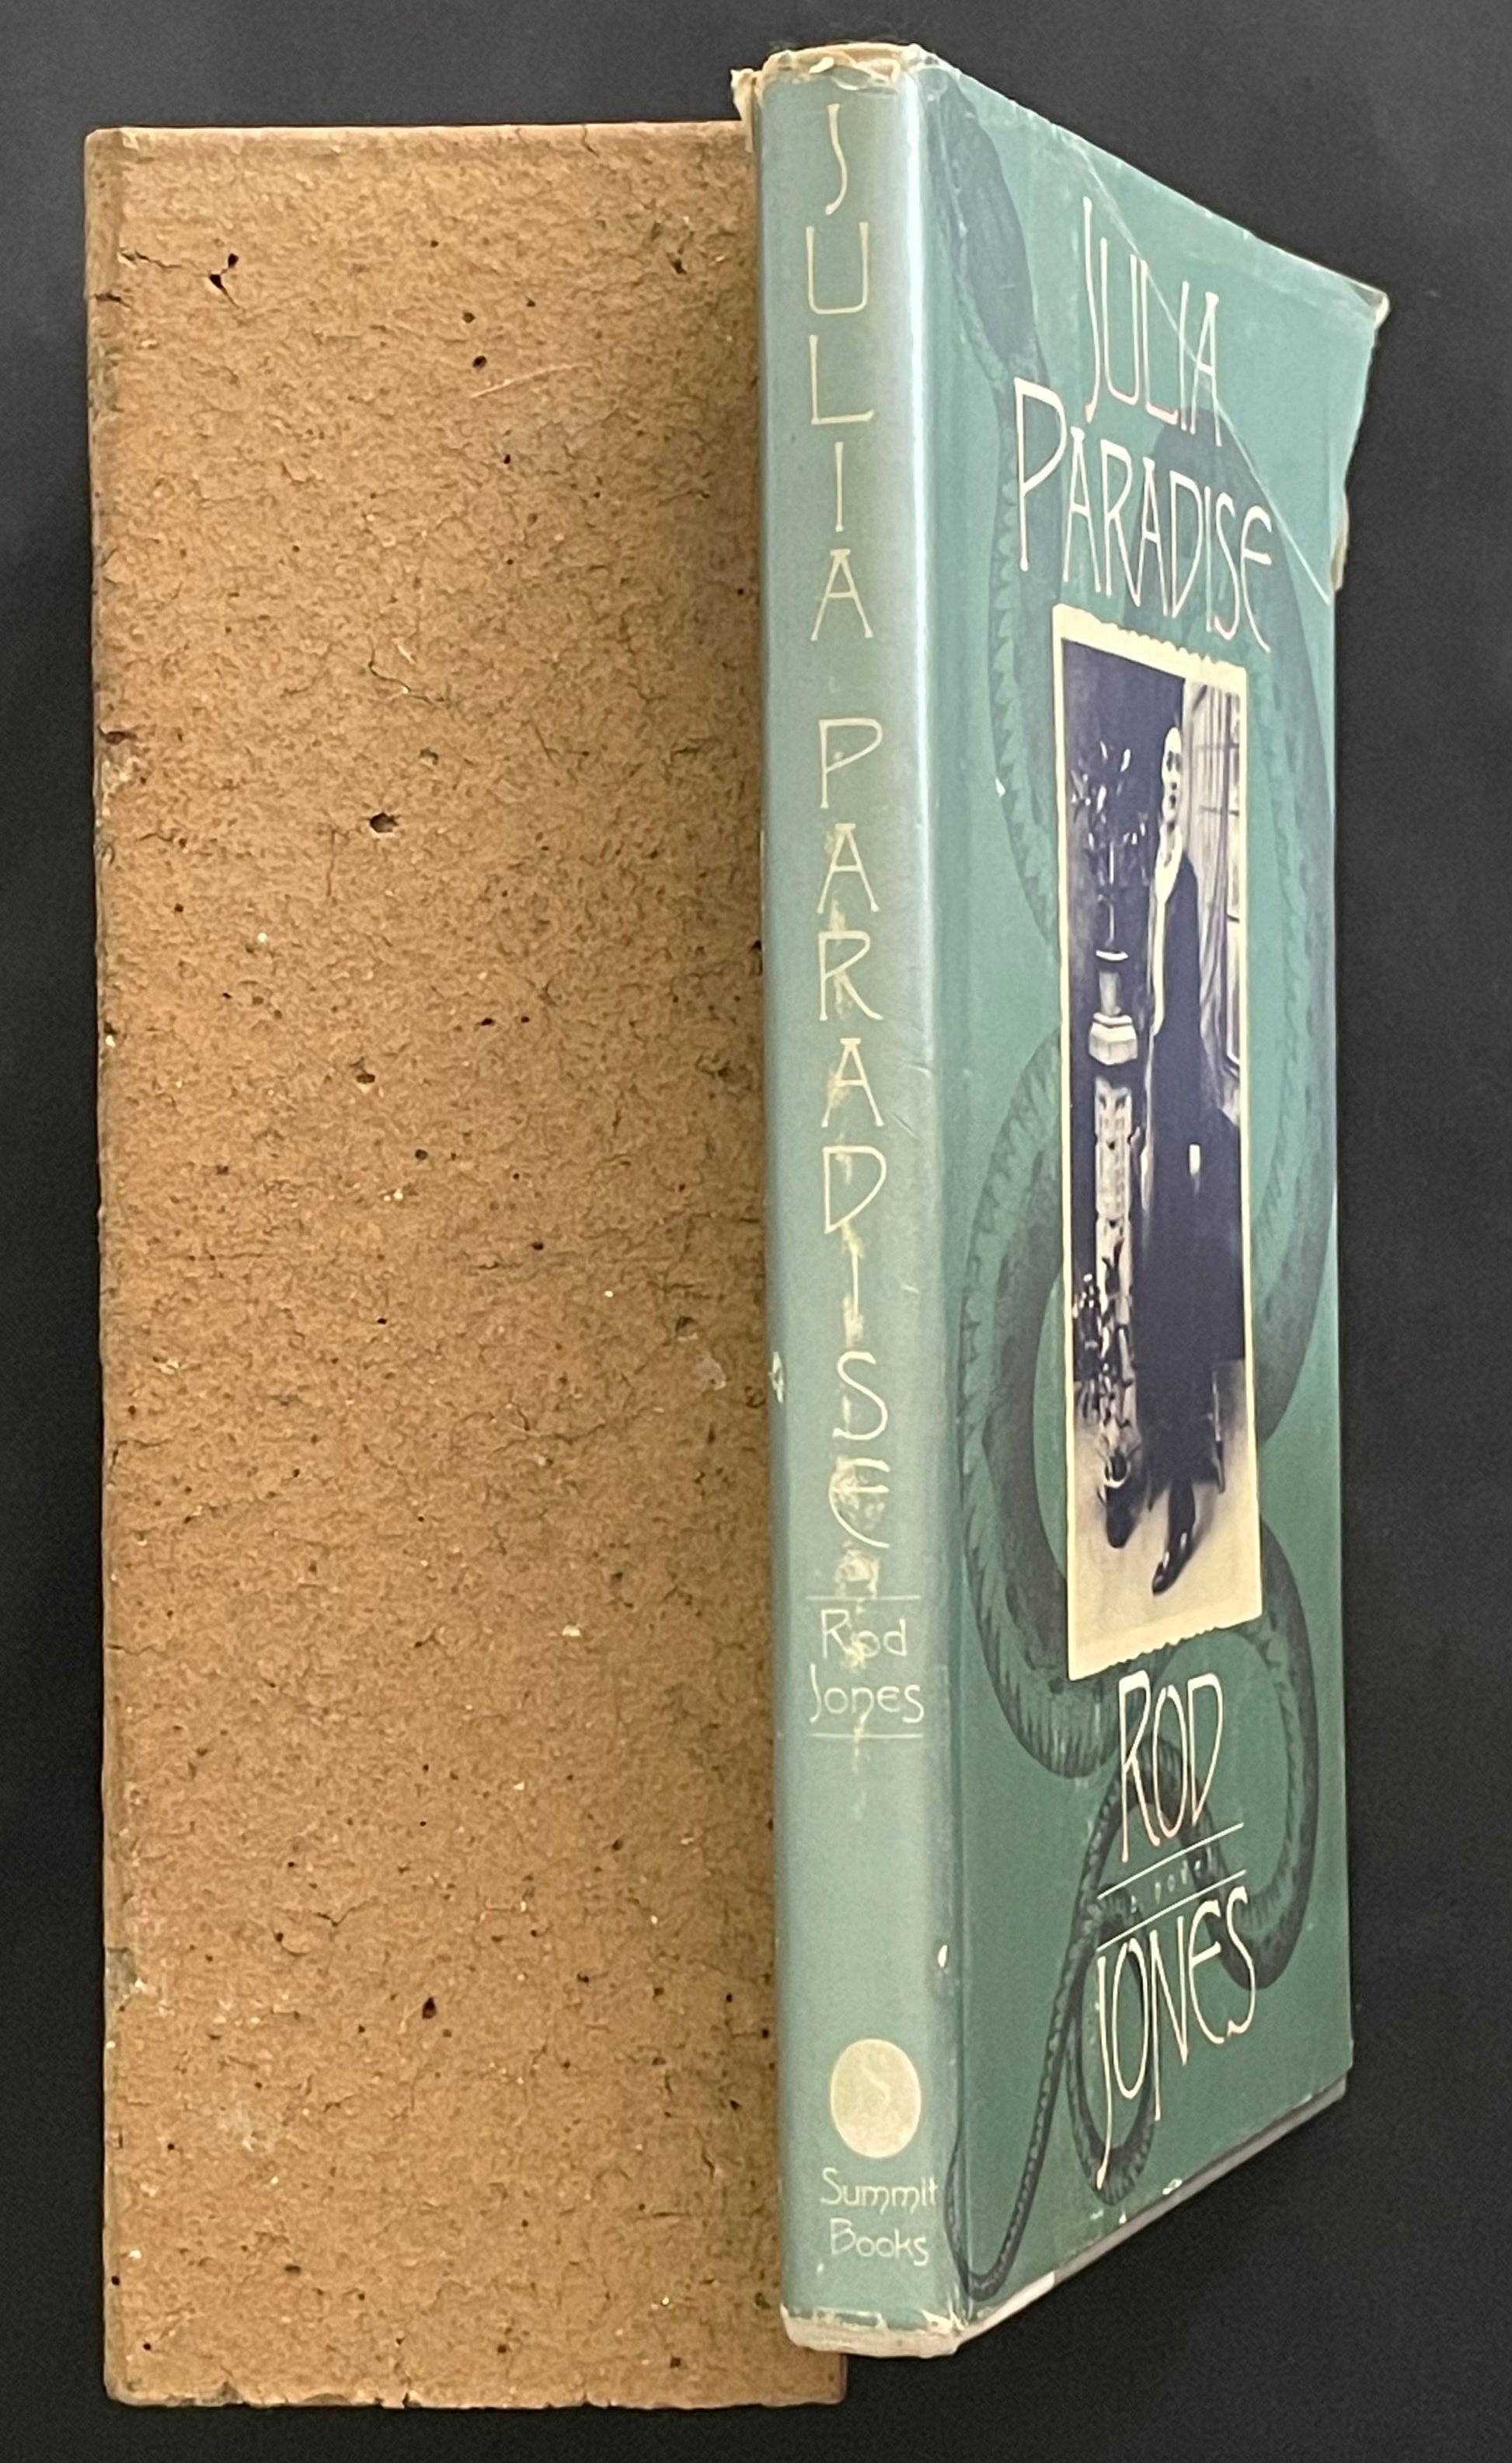 JULIA PARADISE
Rod
Jones
Summit
Books
JULIA
PARADISE
ROD
JONES